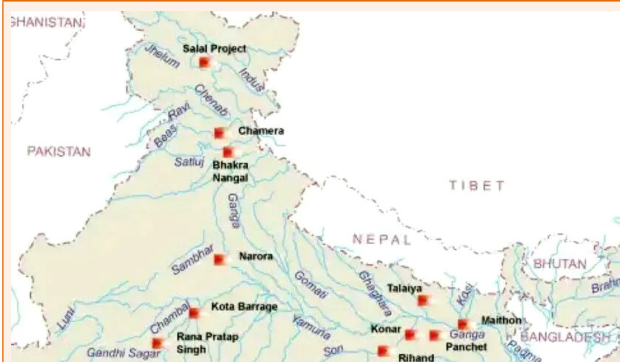 GHANISTAN
Salal Project
Jhelum
Indus
Chenab
Ravi
Chamera
Beas
PAKISTAN
Satluj
Bhakra
Nangal
TIBET
Ganga
NEPAL
Sambhar
Narora
BHUTAN
Gomati
Ghaghara
Talaiya
Kosi
Brahm
Luni
Chambal
Kota Barrage
Yamuna
Konar
Maithon
Ganga
Panchet
BANGLADESH
Padma
Rana Pratap
Singh
Gandhi Sagar
Son
Rihand